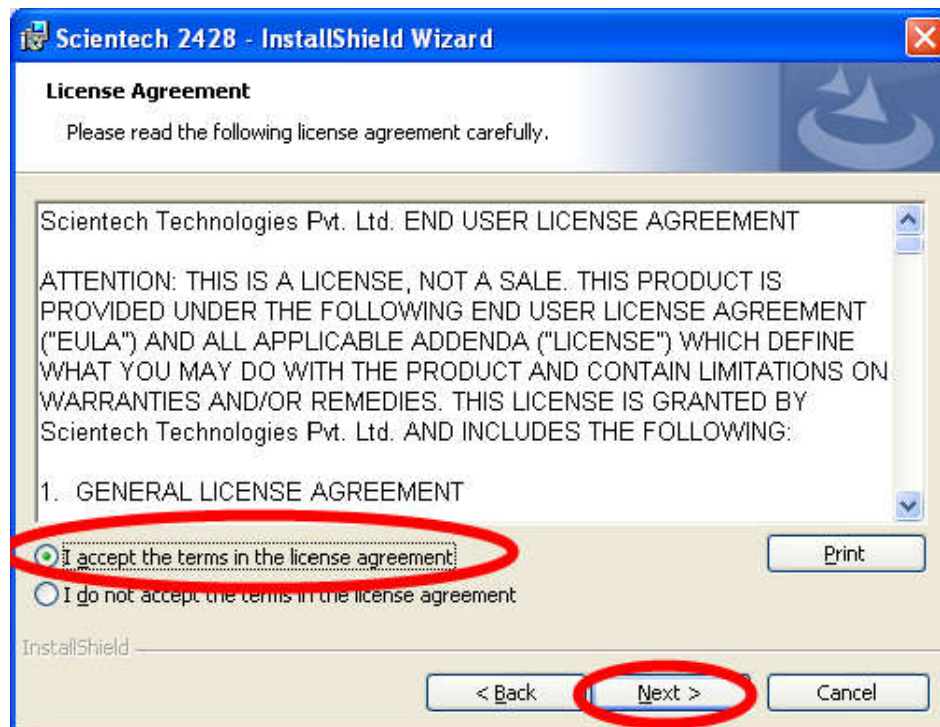 Scientech 2428 - InstallShield Wizard
License Agreement
Please read the following license agreement carefully.
Scientech Technologies Pvt. Ltd. END USER LICENSE AGREEMENT
ATTENTION: THIS IS A LICENSE, NOT A SALE. THIS PRODUCT IS
PROVIDED UNDER THE FOLLOWING END USER LICENSE AGREEMENT
("EULA") AND ALL APPLICABLE ADDENDA ("LICENSE") WHICH DEFINE
WHAT YOU MAY DO WITH THE PRODUCT AND CONTAIN LIMITATIONS ON
WARRANTIES AND/OR REMEDIES. THIS LICENSE IS GRANTED BY
Scientech Technologies Pvt. Ltd. AND INCLUDES THE FOLLOWING:
1. GENERAL LICENSE AGREEMENT
I accept the terms in the license agreement
Print
I do not accept the terms in the license agreement
InstallShield
< Back
Next >
Cancel